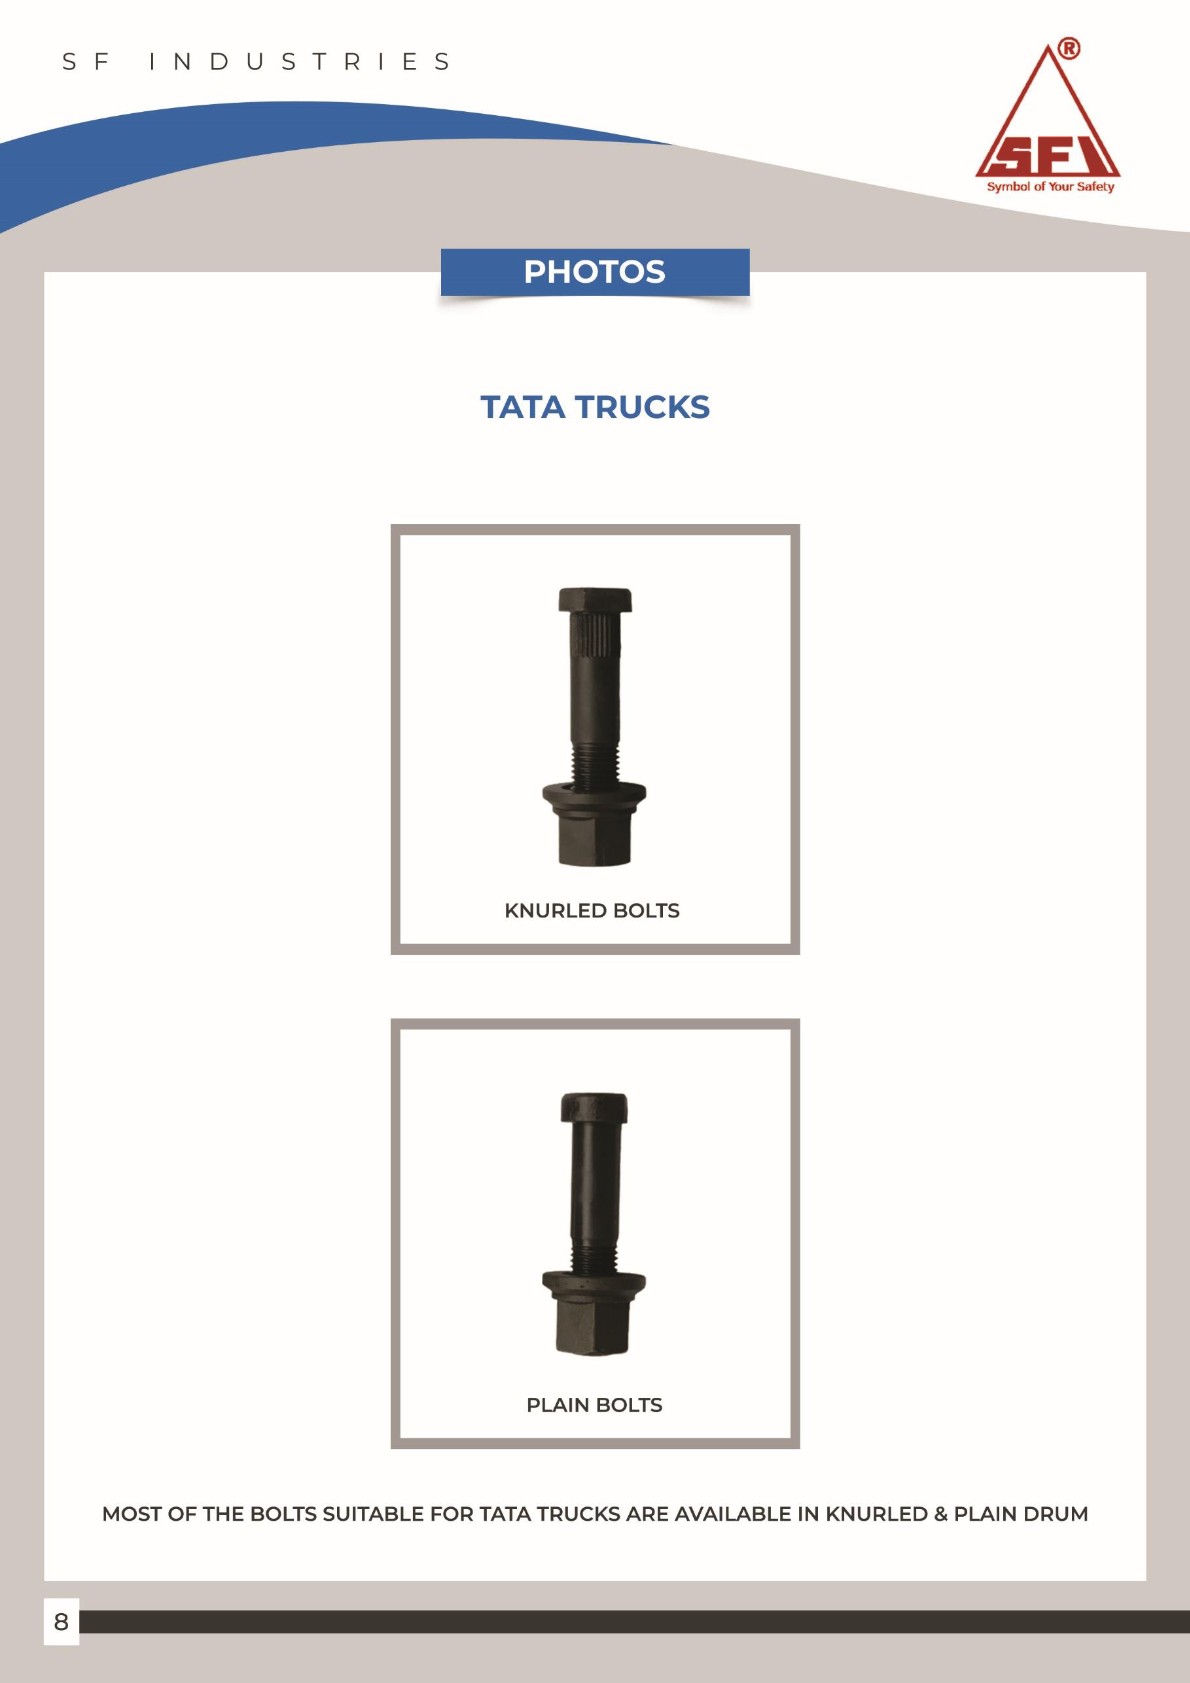 SF INDUSTRIES
®
SFI
Symbol of Your Safety
PHOTOS
TATA TRUCKS
KNURLED BOLTS
PLAIN BOLTS
MOST OF THE BOLTS SUITABLE FOR TATA TRUCKS ARE AVAILABLE IN KNURLED & PLAIN DRUM
8